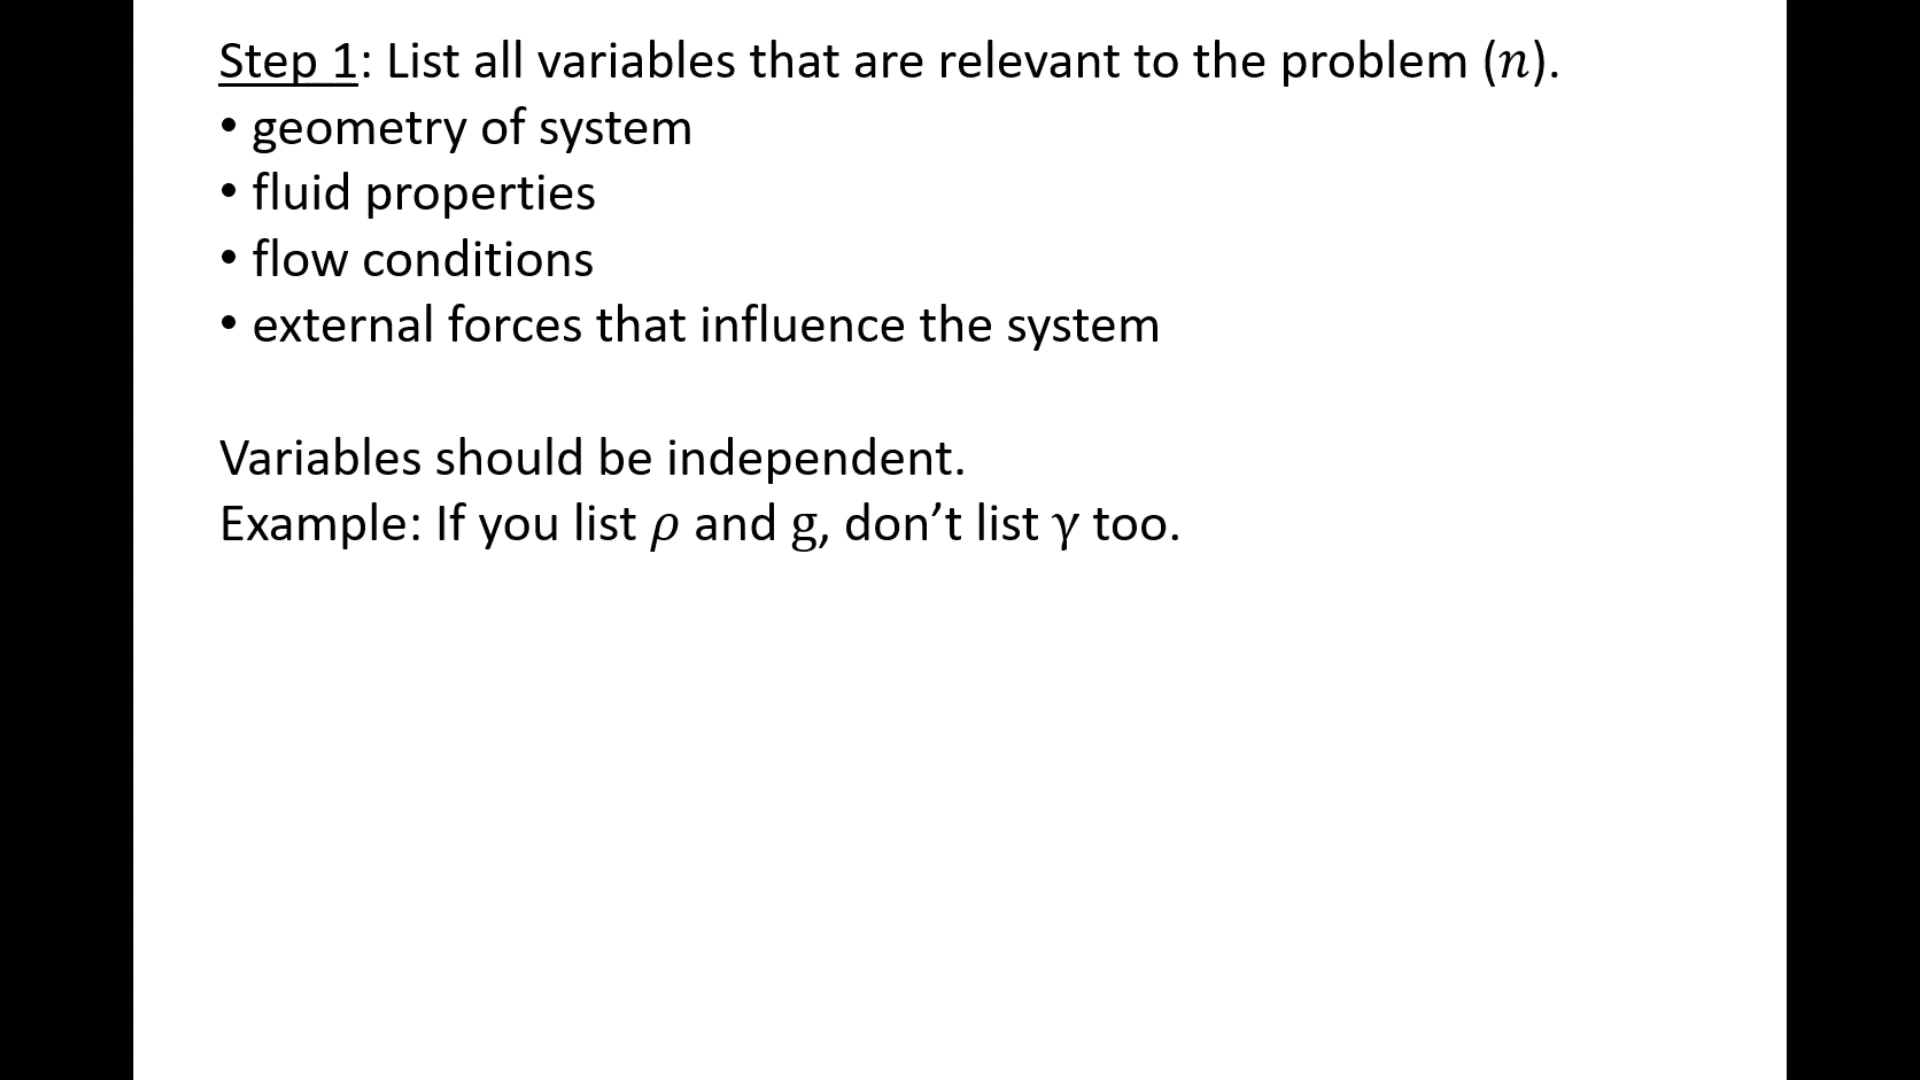 Step 1: List all variables that are relevant to the problem (n).
• geometry of system
• fluid properties
• flow conditions
• external forces that influence the system
Variables should be independent.
Example: If you list ρ and g, don’t list γ too.